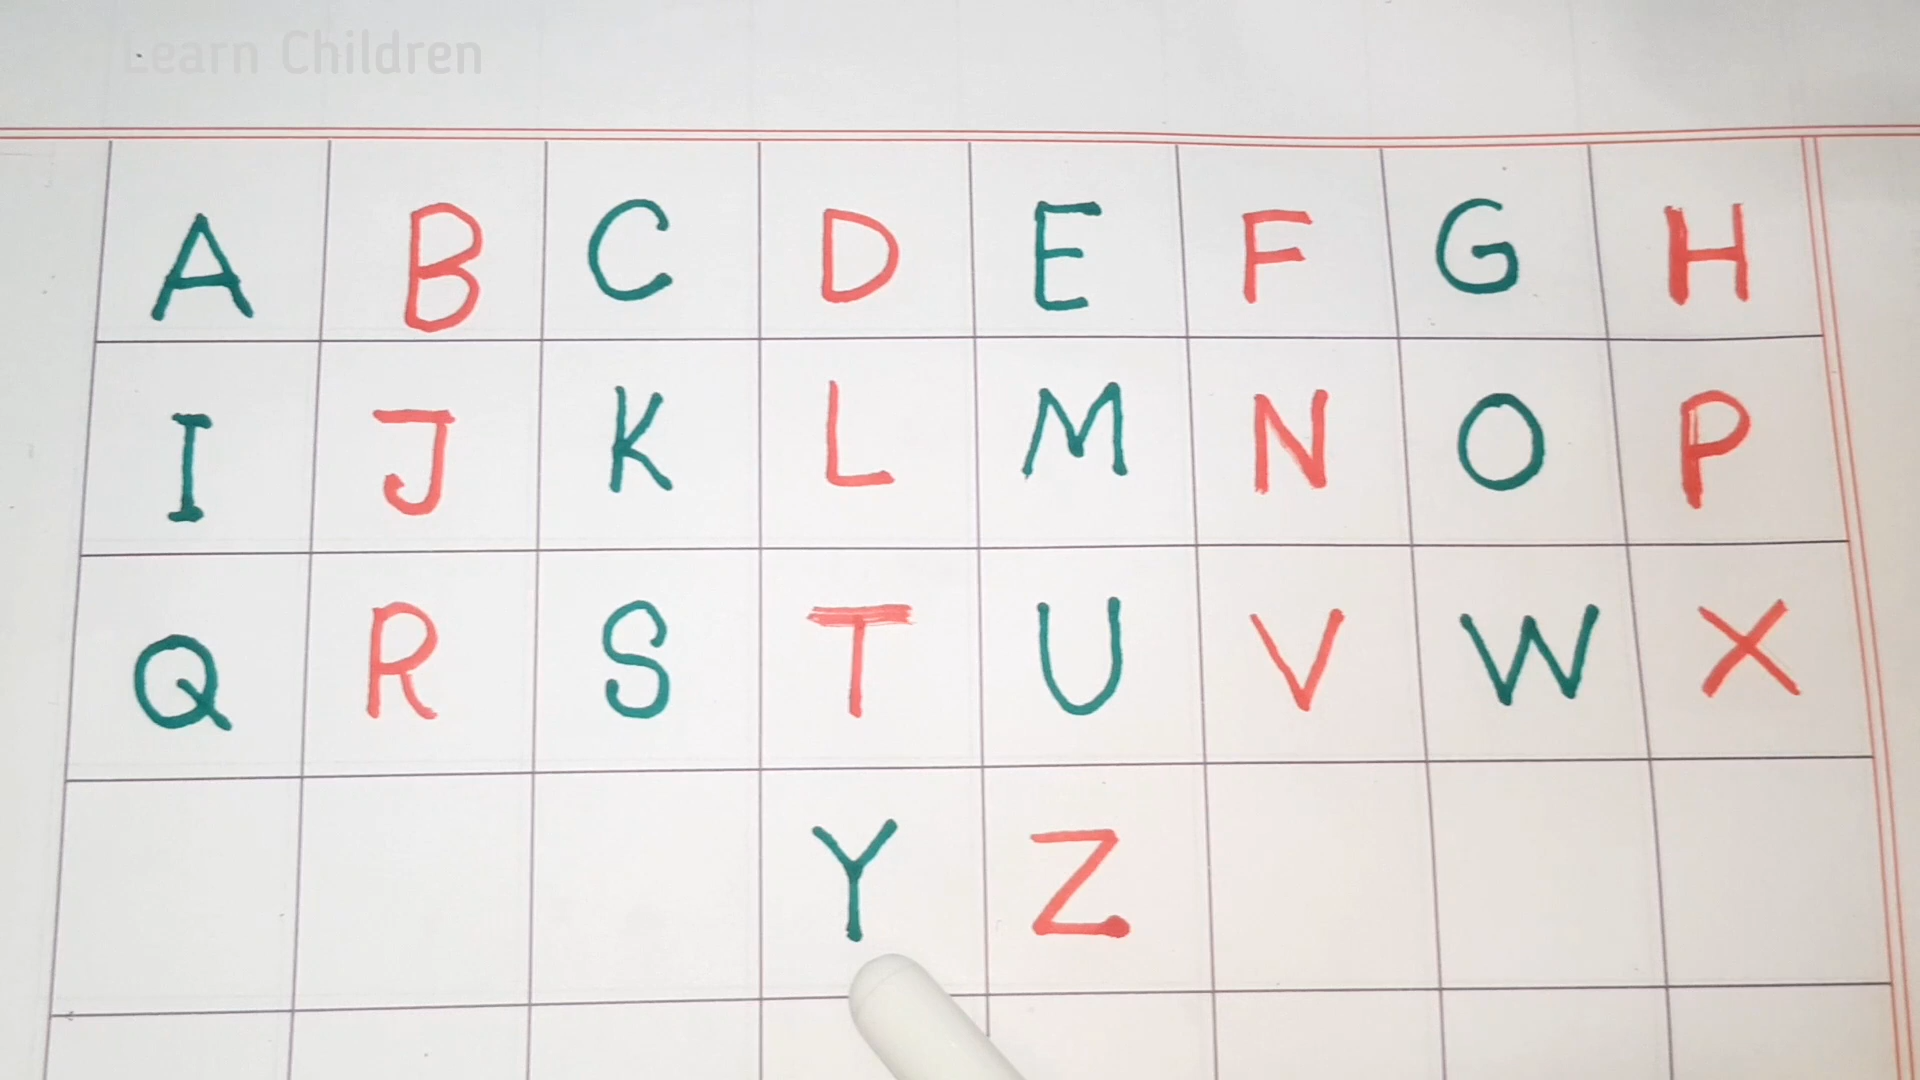 Learn Children
A B C D E F G H
I J K L M N O P
Q R S T U V W X
Y Z